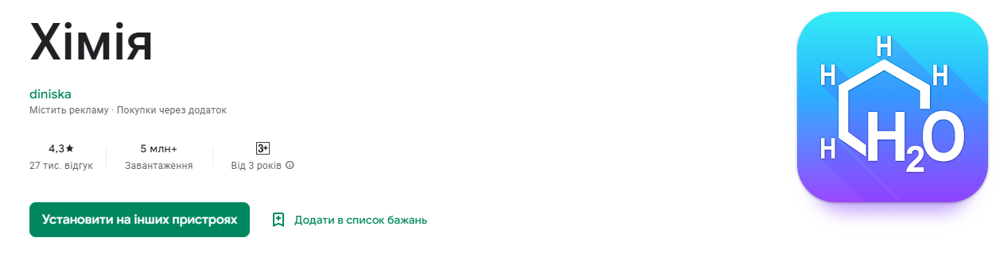 Хімія
diniska
Містить рекламу · Покупки через додаток
4,3★ 5 млн+ 3+
27 тис. відгук Завантаження Від 3 років
Установити на інших пристроях Додати в список бажань
H
H H
H H2O